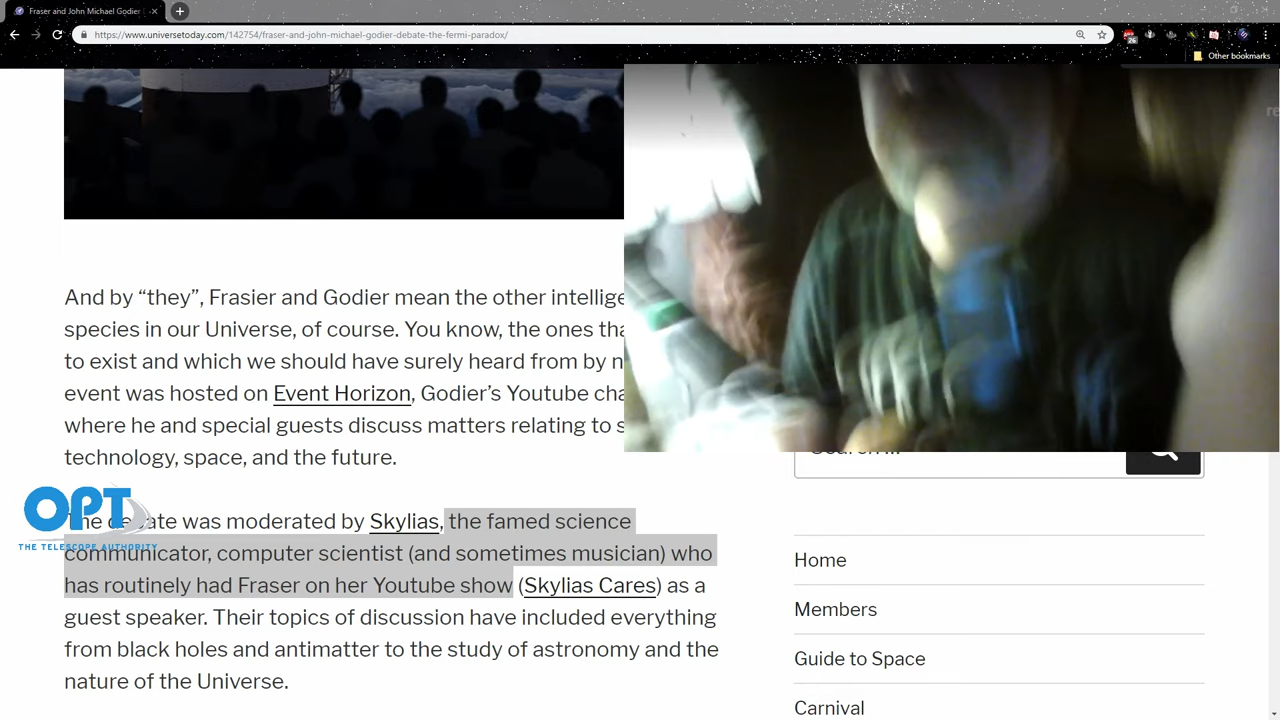 Fraser and John Michael Godier
https://www.universetoday.com/142754/fraser-and-john-michael-godier-debate-the-fermi-paradox/
Other bookmarks
And by “they”, Frasier and Godier mean the other intellige
species in our Universe, of course. You know, the ones tha
to exist and which we should have surely heard from by n
event was hosted on Event Horizon, Godier’s Youtube cha
where he and special guests discuss matters relating to s
technology, space, and the future.
The debate was moderated by Skylias, the famed science
communicator, computer scientist (and sometimes musician) who
has routinely had Fraser on her Youtube show (Skylias Cares) as a
guest speaker. Their topics of discussion have included everything
from black holes and antimatter to the study of astronomy and the
nature of the Universe.
OPT
THE TELESCOPE AUTHORITY
Home
Members
Guide to Space
Carnival